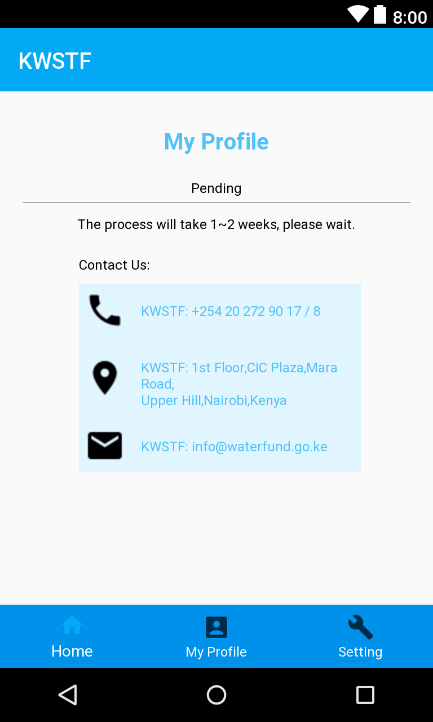 8:00
KWSTF
My Profile
Pending
The process will take 1~2 weeks, please wait.
Contact Us:
KWSTF: +254 20 272 90 17 / 8
KWSTF: 1st Floor,CIC Plaza,Mara
Road,
Upper Hill,Nairobi,Kenya
KWSTF: info@waterfund.go.ke
Home
My Profile
Setting